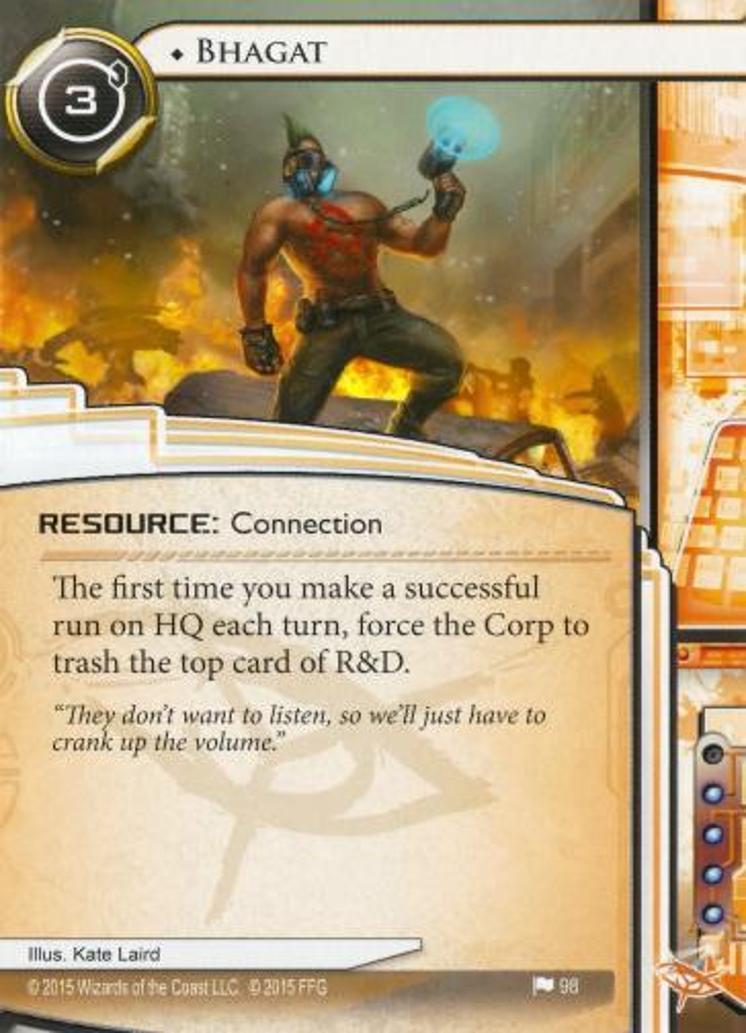 3
◆ BHAGAT
RESOURCE: Connection
The first time you make a successful
run on HQ each turn, force the Corp to
trash the top card of R&D.
“They don’t want to listen, so we’ll just have to
crank up the volume.”
Illus. Kate Laird
© 2015 Wizards of the Coast LLC. © 2015 FFG
98